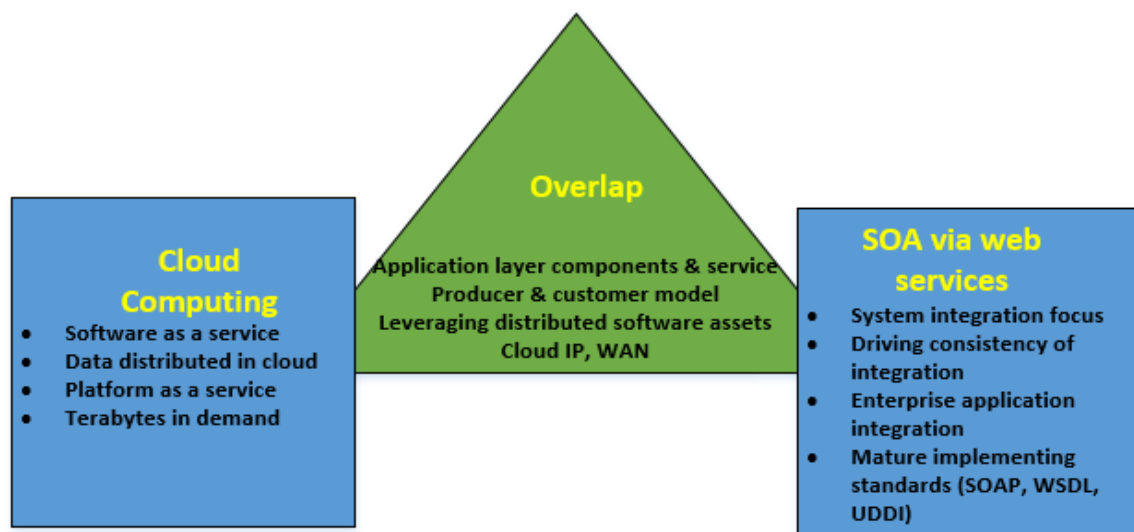 Overlap
Application layer components & service
Producer & customer model
Leveraging distributed software assets
Cloud IP, WAN
Cloud
Computing
• Software as a service
• Data distributed in cloud
• Platform as a service
• Terabytes in demand
SOA via web
services
• System integration focus
• Driving consistency of
integration
• Enterprise application
integration
• Mature implementing
standards (SOAP, WSDL,
UDDI)